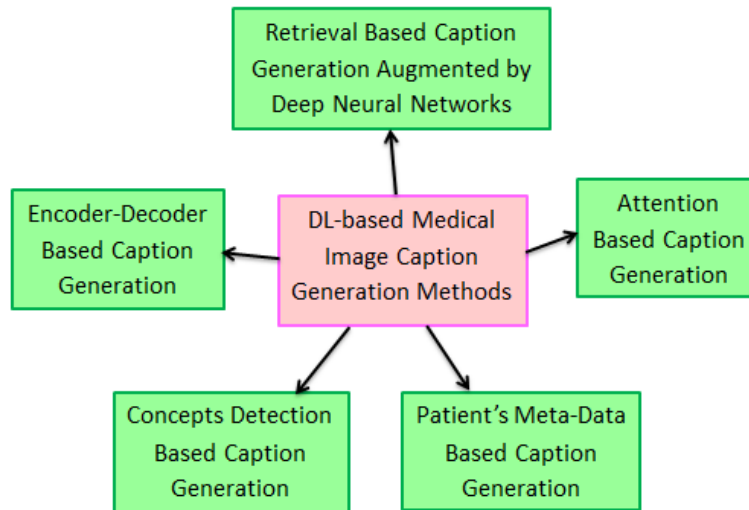 Retrieval Based Caption
Generation Augmented by
Deep Neural Networks
Encoder-Decoder
Based Caption
Generation
DL-based Medical
Image Caption
Generation Methods
Attention
Based Caption
Generation
Concepts Detection
Based Caption
Generation
Patient's Meta-Data
Based Caption
Generation